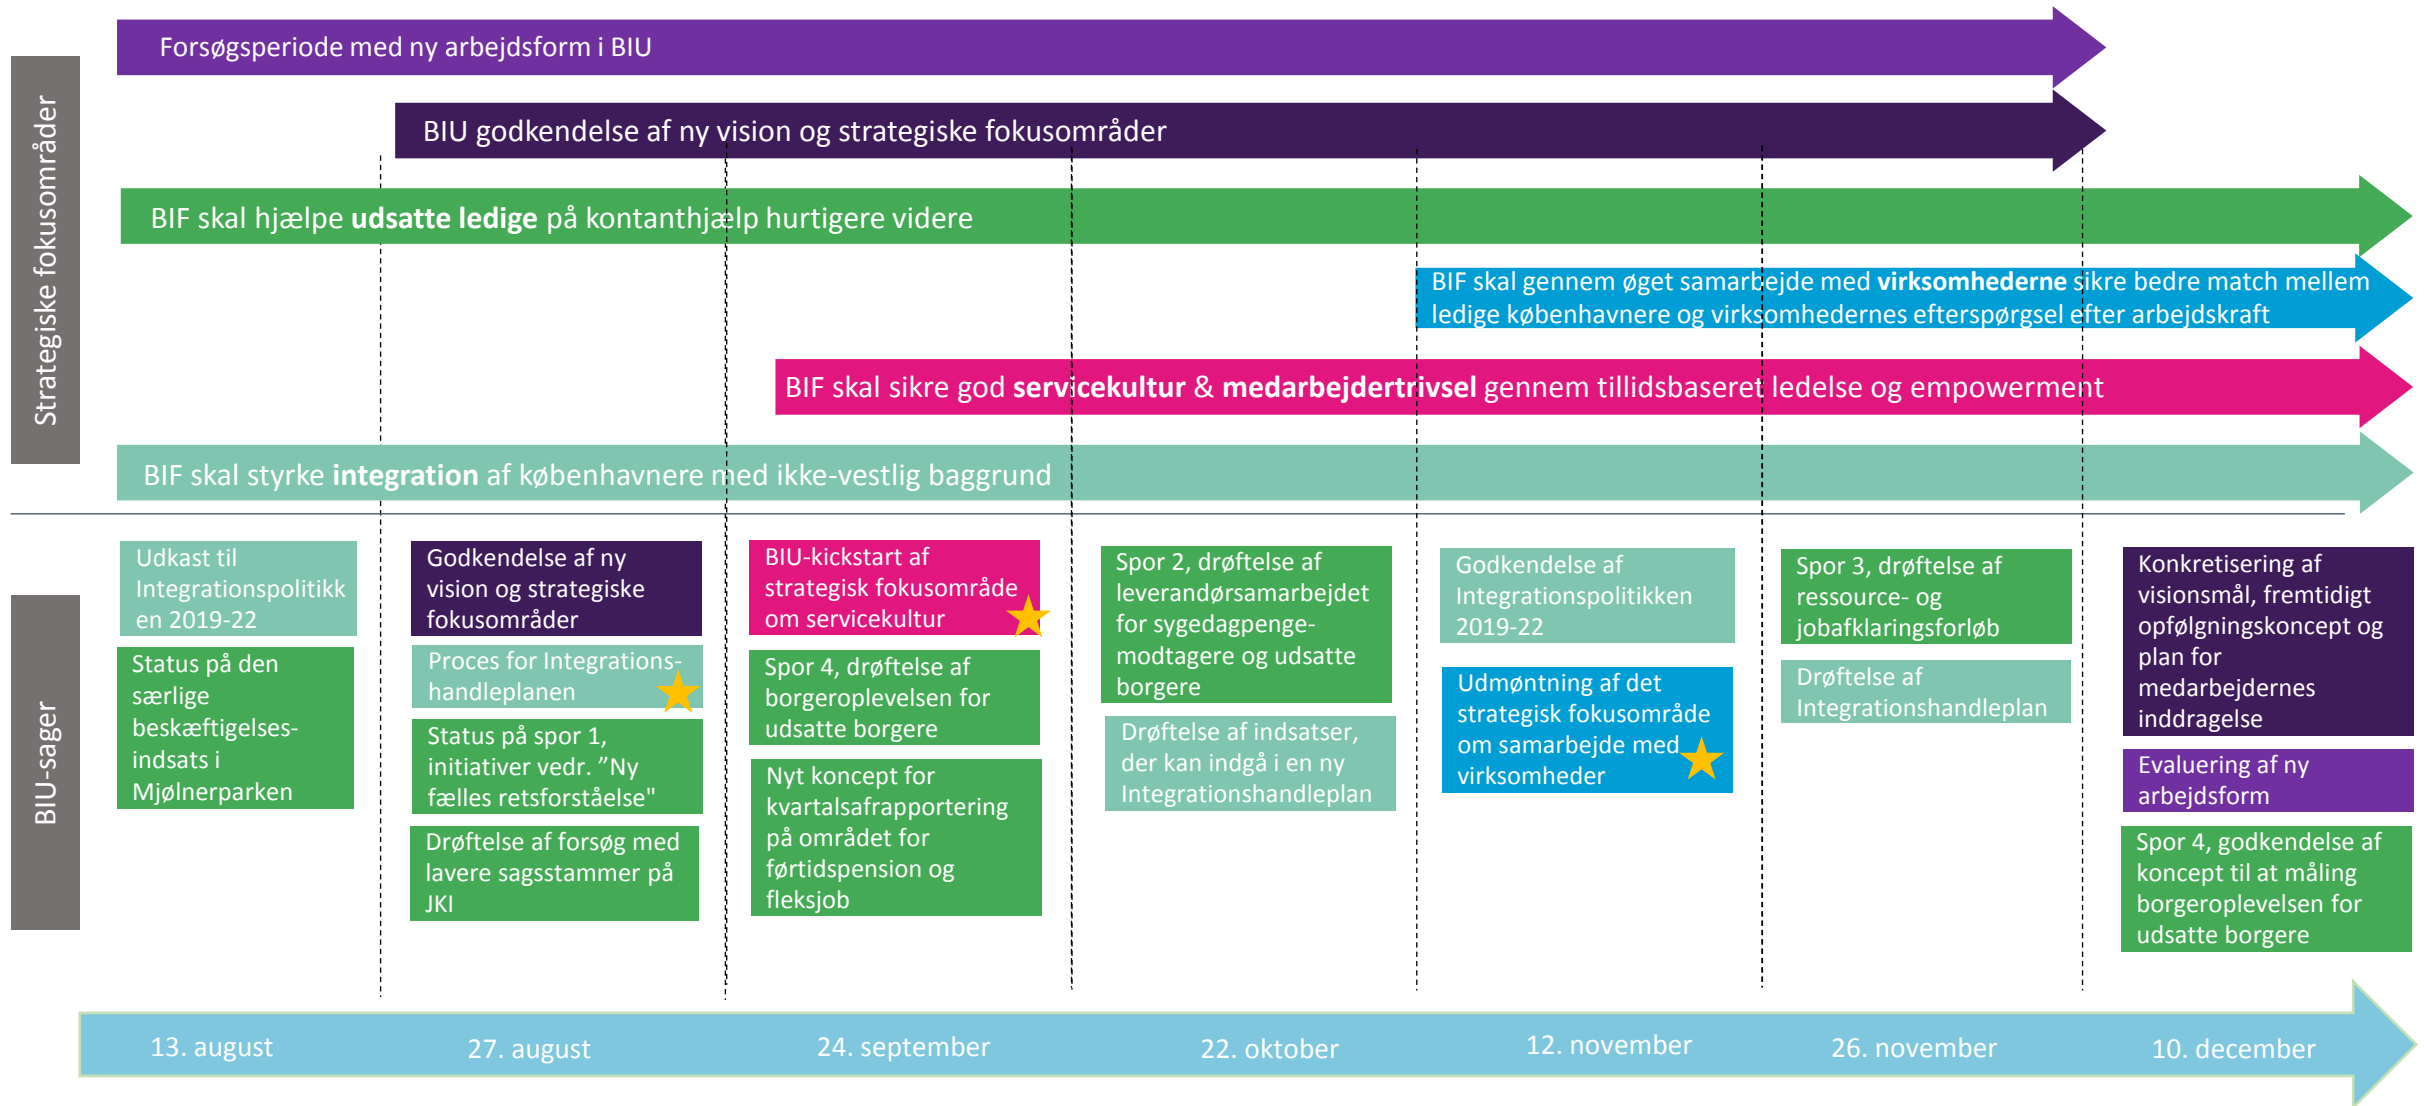 Strategiske fokusområder
Forsøgsperiode med ny arbejdsform i BIU
BIU godkendelse af ny vision og strategiske fokusområder
BIF skal hjælpe udsatte ledige på kontanthjælp hurtigere videre
BIF skal gennem øget samarbejde med virksomhederne sikre bedre match mellem
ledige københavnere og virksomhedernes efterspørgsel efter arbejdskraft
BIF skal sikre god servicekultur & medarbejdertrivsel gennem tillidsbaseret ledelse og empowerment
BIF skal styrke integration af københavnere med ikke-vestlig baggrund
BIU-sager
Udkast til
Integrationspolitikk
en 2019-22
Status på den
særlige
beskæftigelses-
indsats i
Mjølnerparken
Godkendelse af ny
vision og strategiske
fokusområder
Proces for Integrations-
handleplanen
Status på spor 1,
initiativer vedr. ”Ny
fælles retsforståelse"
Drøftelse af forsøg med
lavere sagsstammer på
JKI
BIU-kickstart af
strategisk fokusområde
om servicekultur
Spor 4, drøftelse af
borgeroplevelsen for
udsatte borgere
Nyt koncept for
kvartalsafrapportering
på området for
førtidspension og
fleksjob
Spor 2, drøftelse af
leverandørsamarbejdet
for sygedagpenge-
modtagere og udsatte
borgere
Drøftelse af indsatser,
der kan indgå i en ny
Integrationshandleplan
Godkendelse af
Integrationspolitikken
2019-22
Udmøntning af det
strategisk fokusområde
om samarbejde med
virksomheder
Spor 3, drøftelse af
ressource- og
jobafklaringsforløb
Drøftelse af
Integrationshandleplan
Konkretisering af
visionsmål, fremtidigt
opfølgningskoncept og
plan for
medarbejdernes
inddragelse
Evaluering af ny
arbejdsform
Spor 4, godkendelse af
koncept til at måling
borgeroplevelsen for
udsatte borgere
13. august
27. august
24. september
22. oktober
12. november
26. november
10. december